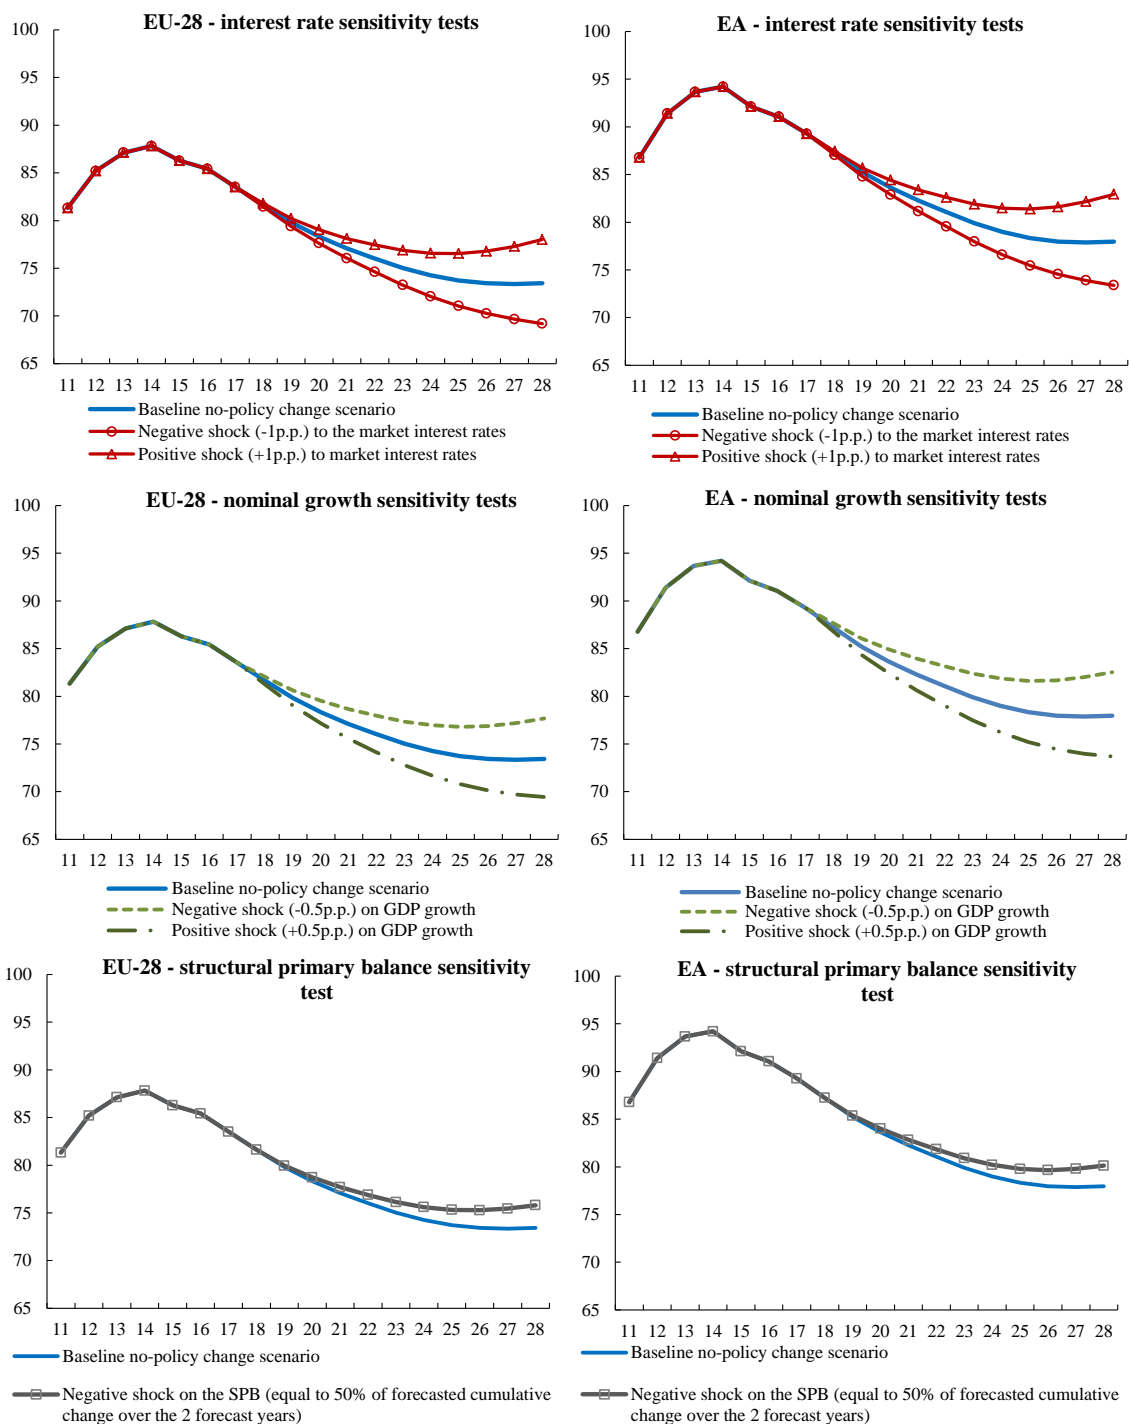 EU-28 - interest rate sensitivity tests
100
95
90
85
80
75
70
65
11 12 13 14 15 16 17 18 19 20 21 22 23 24 25 26 27 28
Baseline no-policy change scenario
Negative shock (-1p.p.) to the market interest rates
Positive shock (+1p.p.) to market interest rates
EA - interest rate sensitivity tests
100
95
90
85
80
75
70
65
11 12 13 14 15 16 17 18 19 20 21 22 23 24 25 26 27 28
Baseline no-policy change scenario
Negative shock (-1p.p.) to the market interest rates
Positive shock (+1p.p.) to market interest rates
EU-28 - nominal growth sensitivity tests
100
95
90
85
80
75
70
65
11 12 13 14 15 16 17 18 19 20 21 22 23 24 25 26 27 28
Baseline no-policy change scenario
Negative shock (-0.5p.p.) on GDP growth
Positive shock (+0.5p.p.) on GDP growth
EA - nominal growth sensitivity tests
100
95
90
85
80
75
70
65
11 12 13 14 15 16 17 18 19 20 21 22 23 24 25 26 27 28
Baseline no-policy change scenario
Negative shock (-0.5p.p.) on GDP growth
Positive shock (+0.5p.p.) on GDP growth
EU-28 - structural primary balance sensitivity
test
100
95
90
85
80
75
70
65
11 12 13 14 15 16 17 18 19 20 21 22 23 24 25 26 27 28
Baseline no-policy change scenario
Negative shock on the SPB (equal to 50% of forecasted cumulative
change over the 2 forecast years)
EA - structural primary balance sensitivity
test
100
95
90
85
80
75
70
65
11 12 13 14 15 16 17 18 19 20 21 22 23 24 25 26 27 28
Baseline no-policy change scenario
Negative shock on the SPB (equal to 50% of forecasted cumulative
change over the 2 forecast years)